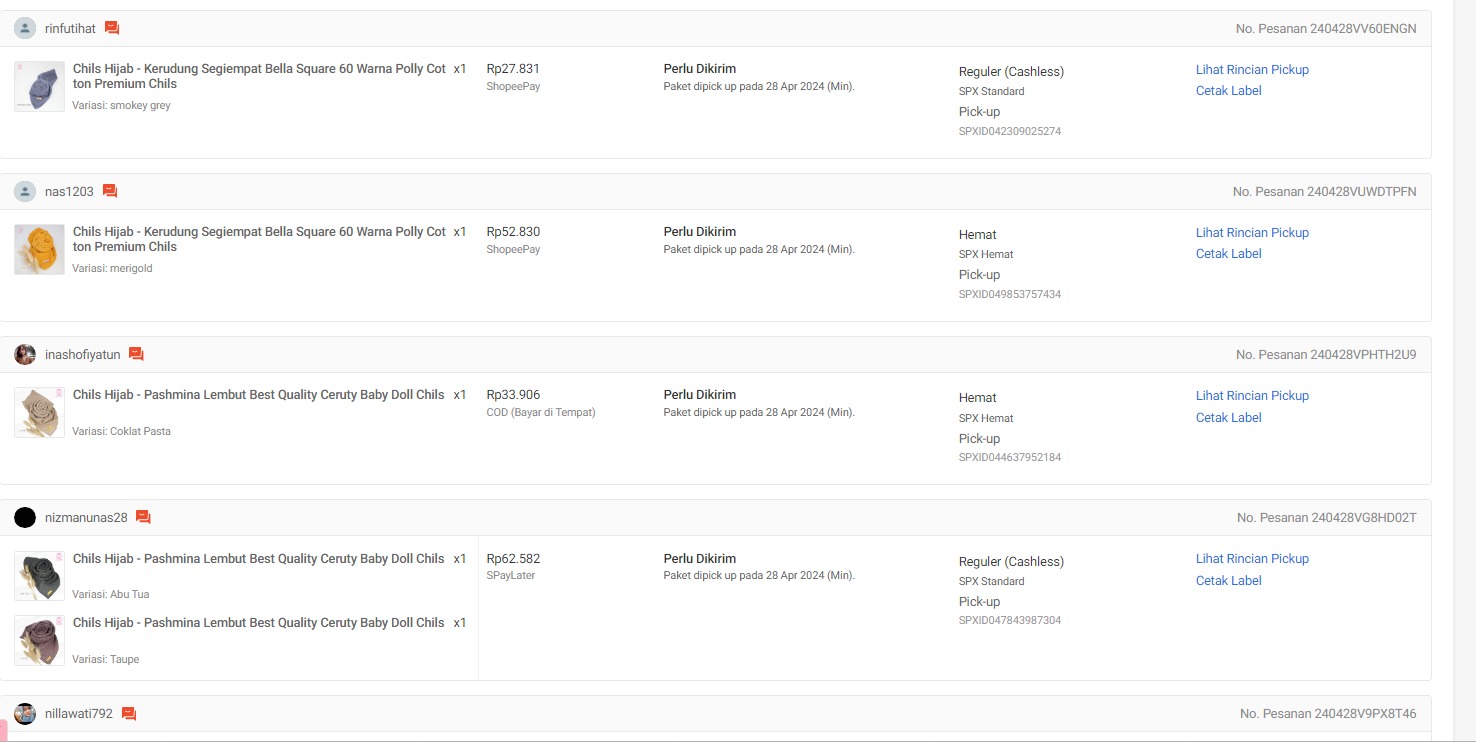 rinfutihat
No. Pesanan 240428VV60ENGN
Chils Hijab - Kerudung Segiempat Bella Square 60 Warna Polly Cot x1
ton Premium Chils
Variasi: smokey grey
Rp27.831
ShopeePay
Perlu Dikirim
Paket dipick up pada 28 Apr 2024 (Min).
Reguler (Cashless)
SPX Standard
Pick-up
SPXID042309025274
Lihat Rincian Pickup
Cetak Label
nas1203
No. Pesanan 240428VUWDTPFN
Chils Hijab - Kerudung Segiempat Bella Square 60 Warna Polly Cot x1
ton Premium Chils
Variasi: merigold
Rp52.830
ShopeePay
Perlu Dikirim
Paket dipick up pada 28 Apr 2024 (Min).
Hemat
SPX Hemat
Pick-up
SPXID049853757434
Lihat Rincian Pickup
Cetak Label
inashofiyatun
No. Pesanan 240428VPHTH2U9
Chils Hijab - Pashmina Lembut Best Quality Ceruty Baby Doll Chils x1
Variasi: Coklat Pasta
Rp33.906
COD (Bayar di Tempat)
Perlu Dikirim
Paket dipick up pada 28 Apr 2024 (Min).
Hemat
SPX Hemat
Pick-up
SPXID044637952184
Lihat Rincian Pickup
Cetak Label
nizmanunas28
No. Pesanan 240428VG8HD02T
Chils Hijab - Pashmina Lembut Best Quality Ceruty Baby Doll Chils x1
Variasi: Abu Tua
Chils Hijab - Pashmina Lembut Best Quality Ceruty Baby Doll Chils x1
Variasi: Taupe
Rp62.582
SPayLater
Perlu Dikirim
Paket dipick up pada 28 Apr 2024 (Min).
Reguler (Cashless)
SPX Standard
Pick-up
SPXID047843987304
Lihat Rincian Pickup
Cetak Label
nillawati792
No. Pesanan 240428V9PX8T46